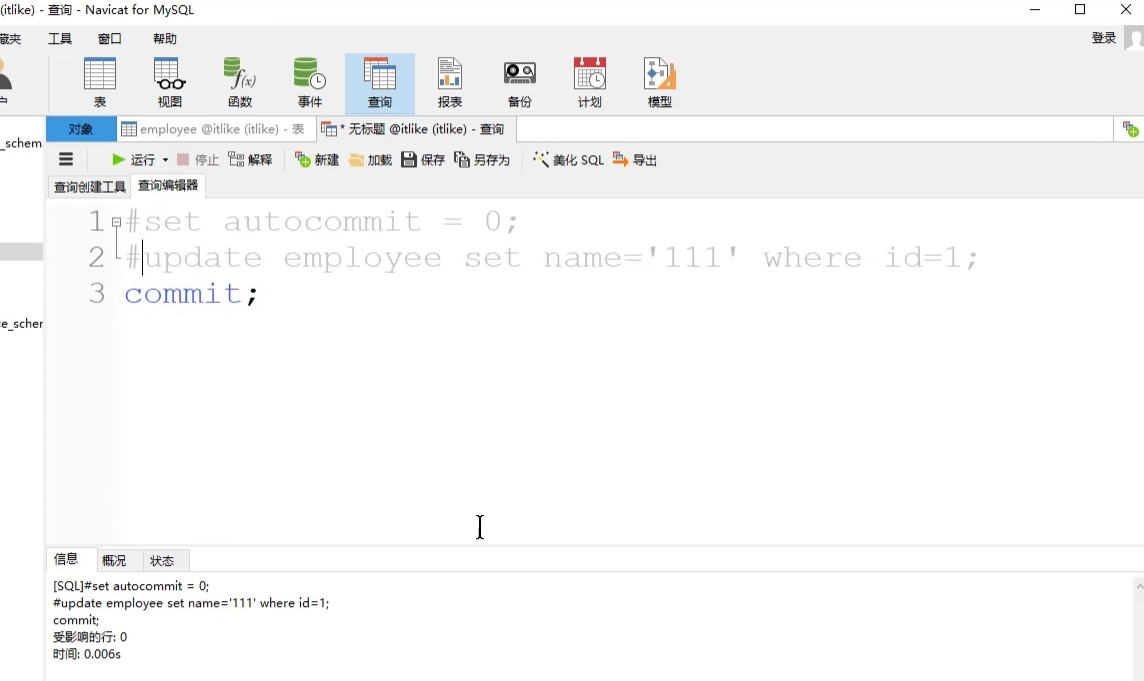 (itlike) - 查询 - Navicat for MySQL
藏夹 工具 窗口 帮助 登录
表 视图 函数 事件 查询 报表 备份 计划 模型
对象 employee @itlike (itlike) - 表 * 无标题 @itlike (itlike) - 查询
_schem
运行 停止 解释 新建 加载 保存 另存为 美化 SQL 导出
查询创建工具 查询编辑器
1 #set autocommit = 0;
2 #update employee set name='111' where id=1;
3 commit;
e_scher
信息 概况 状态
[SQL]#set autocommit = 0;
#update employee set name='111' where id=1;
commit;
受影响的行: 0
时间: 0.006s